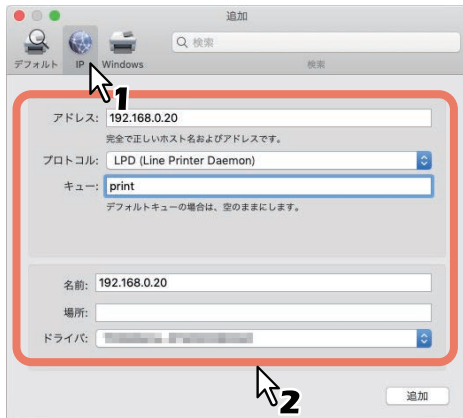 追加
検索
デフォルト IP Windows 検索
1
アドレス: 192.168.0.20
完全で正しいホスト名およびアドレスです。
プロトコル: LPD (Line Printer Daemon)
キュー: print
デフォルトキューの場合は、空のままにします。
名前: 192.168.0.20
場所:
ドライバ:
2
追加